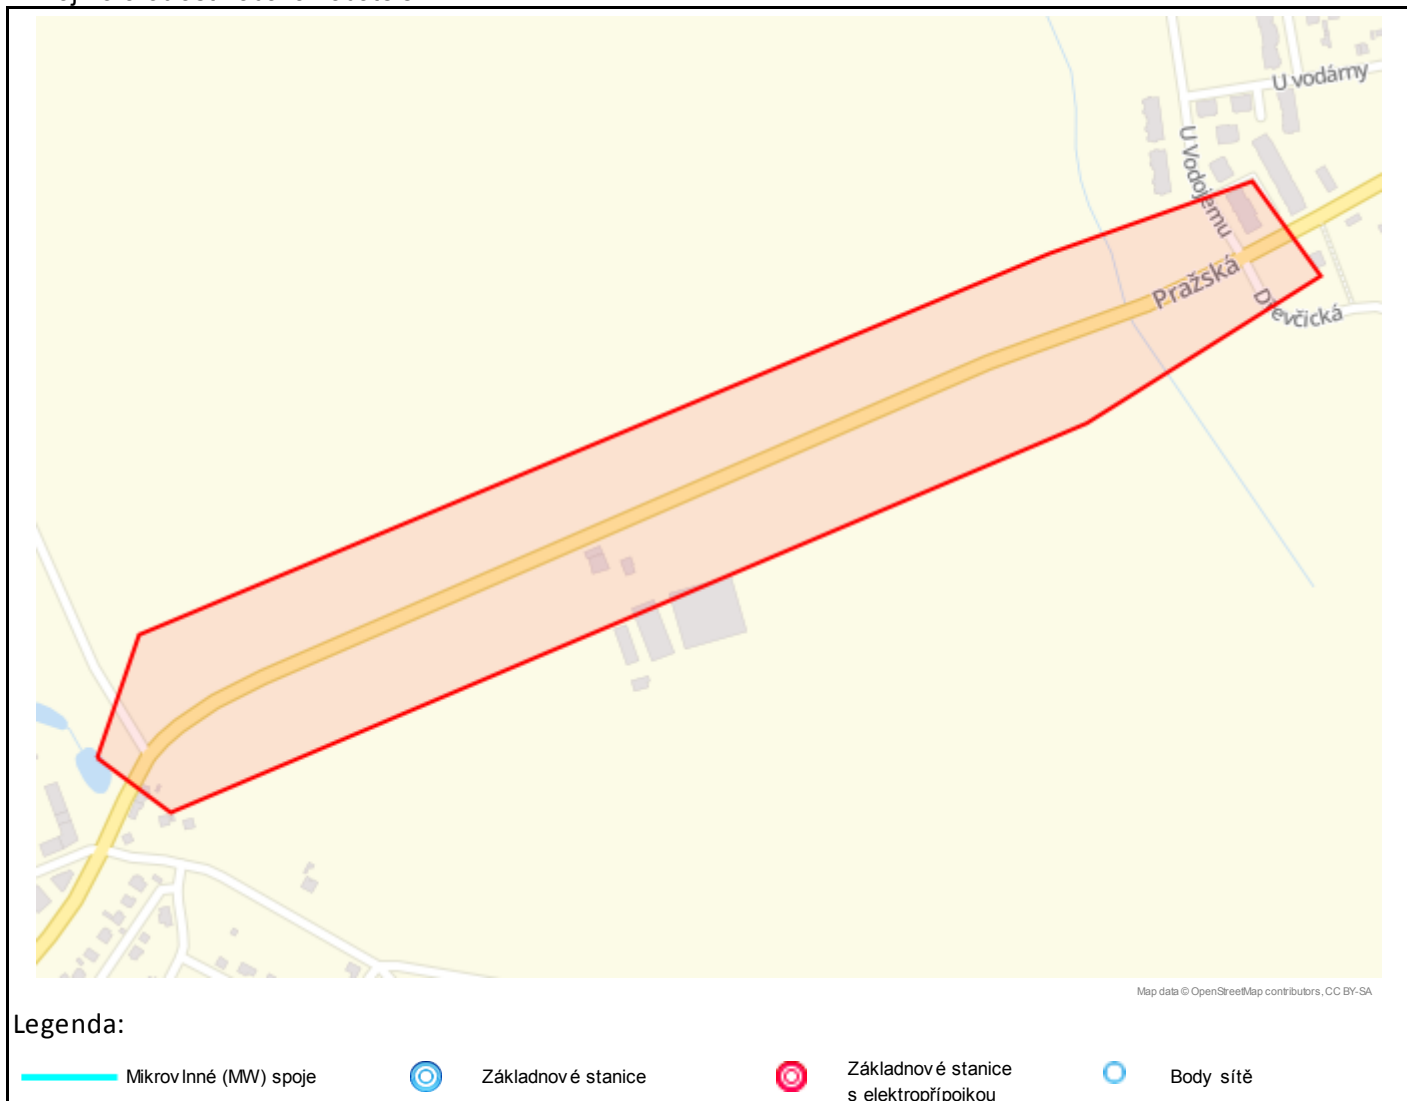 U vodárny
U Vodojemu
Pražská
Dřevčická
Map data © OpenStreetMap contributors, CC BY-SA
Legenda:
Mikrovlnné (MW) spoje
Základnové stanice
Základnové stanice
s elektropřípojkou
Body sítě